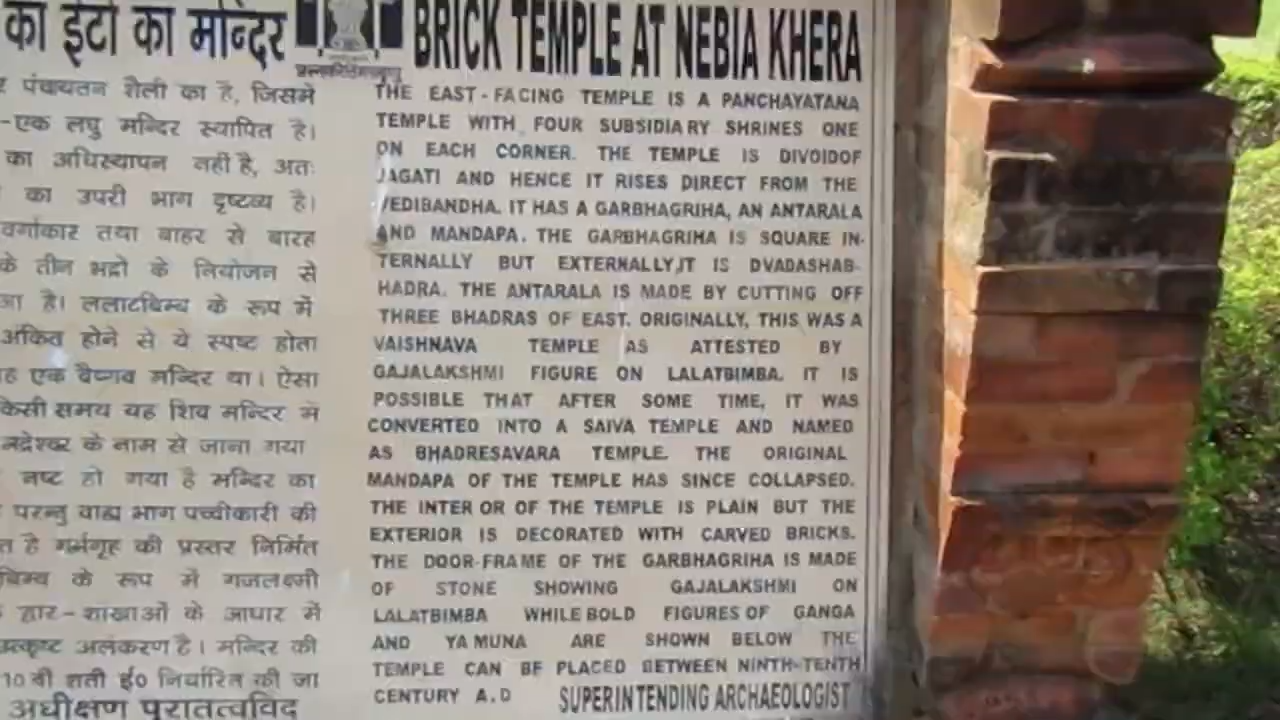 का ईटो का मन्दिर
पंचायतन शैली का है, जिसमें
-एक लघु मन्दिर स्थापित है।
का अधिस्थापन नहीं है, अतः
का उपरी भाग दृष्टव्य है।
वर्गाकार तथा बाहर से बारह
के तीन भद्रो के नियोजन से
है। ललाटबिम्ब के रूप में
अंकित होने से ये स्पष्ट होता
एक वैष्णव मन्दिर था। ऐसा
किसी समय यह शिव मन्दिर में
के नाम से जाना गया
नष्ट हो गया है मन्दिर का
परन्तु वाह्य भाग पच्चीकारी की
है गर्भगृह की प्रस्तर निर्मित
के रूप में गजलक्ष्मी
द्वार-शाखाओं के आधार में
उत्कृष्ट अलंकरण है। मन्दिर की
10 वी शती ई० निर्धारित की जा
अधीक्षण पुरातत्वविद
BRICK TEMPLE AT NEBIA KHERA
THE EAST-FACING TEMPLE IS A PANCHAYATANA
TEMPLE WITH FOUR SUBSIDIARY SHRINES ONE
ON EACH CORNER. THE TEMPLE IS DIVOIDOF
JAGATI AND HENCE IT RISES DIRECT FROM THE
VEDIBANDHA. IT HAS A GARBHAGRIHA, AN ANTARALA
AND MANDAPA. THE GARBHAGRIHA IS SQUARE IN-
TERNALLY BUT EXTERNALLY,IT IS DVADASHAB-
HADRA. THE ANTARALA IS MADE BY CUTTING OFF
THREE BHADRAS OF EAST. ORIGINALLY, THIS WAS A
VAISHNAVA TEMPLE AS ATTESTED BY
GAJALAKSHMI FIGURE ON LALATBIMBA. IT IS
POSSIBLE THAT AFTER SOME TIME, IT WAS
CONVERTED INTO A SAIVA TEMPLE AND NAMED
AS BHADRESAVARA TEMPLE. THE ORIGINAL
MANDAPA OF THE TEMPLE HAS SINCE COLLAPSED.
THE INTER OR OF THE TEMPLE IS PLAIN BUT THE
EXTERIOR IS DECORATED WITH CARVED BRICKS.
THE DOOR-FRAME OF THE GARBHAGRIHA IS MADE
OF STONE SHOWING GAJALAKSHMI ON
LALATBIMBA WHILE BOLD FIGURES OF GANGA
AND YAMUNA ARE SHOWN BELOW THE
TEMPLE CAN BE PLACED BETWEEN NINTH-TENTH
CENTURY A.D
SUPERINTENDING ARCHAEOLOGIST